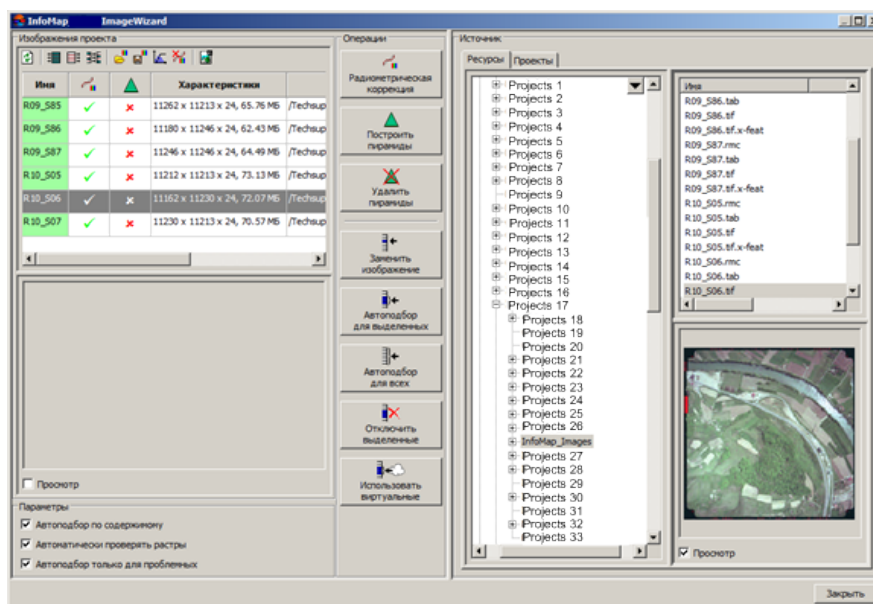 InfoMap ImageWizard
Изображения проекта
Имя Характеристики
R09_S85 11262 x 11213 x 24, 65.76 МБ /Techsup
R09_S86 11180 x 11246 x 24, 62.43 МБ /Techsup
R09_S87 11246 x 11246 x 24, 64.49 МБ /Techsup
R10_S05 11212 x 11213 x 24, 73.13 МБ /Techsup
R10_S06 11162 x 11230 x 24, 72.07 МБ /Techsup
R10_S07 11230 x 11213 x 24, 70.57 МБ /Techsup
Просмотр
Параметры
Автоподбор по содержимому
Автоматически проверять растры
Автоподбор только для проблемных
Операции
Радиометрическая
коррекция
Построить
пирамиды
Удалить
пирамиды
Заменить
изображение
Автоподбор
для выделенных
Автоподбор
для всех
Отключить
выделенные
Использовать
виртуальные
Источник
Ресурсы Проекты
Projects 1
Projects 2
Projects 3
Projects 4
Projects 5
Projects 6
Projects 7
Projects 8
Projects 9
Projects 10
Projects 11
Projects 12
Projects 13
Projects 14
Projects 15
Projects 16
Projects 17
Projects 18
Projects 19
Projects 20
Projects 21
Projects 22
Projects 23
Projects 24
Projects 25
Projects 26
InfoMap_Images
Projects 27
Projects 28
Projects 29
Projects 30
Projects 31
Projects 32
Projects 33
Имя
R09_S86.tab
R09_S86.tif
R09_S86.tif.x-feat
R09_S87.rmc
R09_S87.tab
R09_S87.tif
R09_S87.tif.x-feat
R10_S05.rmc
R10_S05.tab
R10_S05.tif
R10_S05.tif.x-feat
R10_S06.rmc
R10_S06.tab
R10_S06.tif
Просмотр
Закрыть